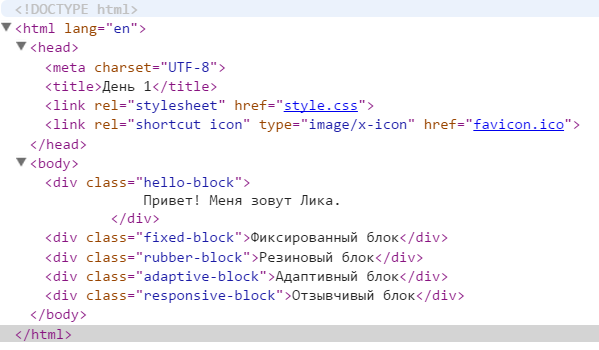 <!DOCTYPE html>
<html lang="en">
<head>
<meta charset="UTF-8">
<title>День 1</title>
<link rel="stylesheet" href="style.css">
<link rel="shortcut icon" type="image/x-icon" href="favicon.ico">
</head>
<body>
<div class="hello-block">
Привет! Меня зовут Лика.
</div>
<div class="fixed-block">Фиксированный блок</div>
<div class="rubber-block">Резиновый блок</div>
<div class="adaptive-block">Адаптивный блок</div>
<div class="responsive-block">Отзывчивый блок</div>
</body>
</html>